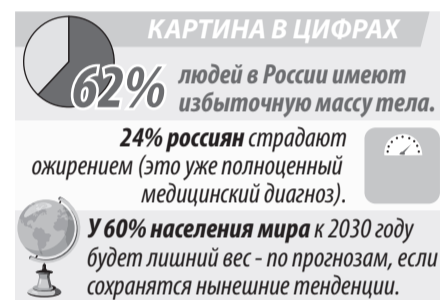 КАРТИНА В ЦИФРАХ
62% людей в России имеют
избыточную массу тела.
24% россиян страдают
ожирением (это уже полноценный
медицинский диагноз).
У 60% населения мира к 2030 году
будет лишний вес - по прогнозам, если
сохранятся нынешние тенденции.